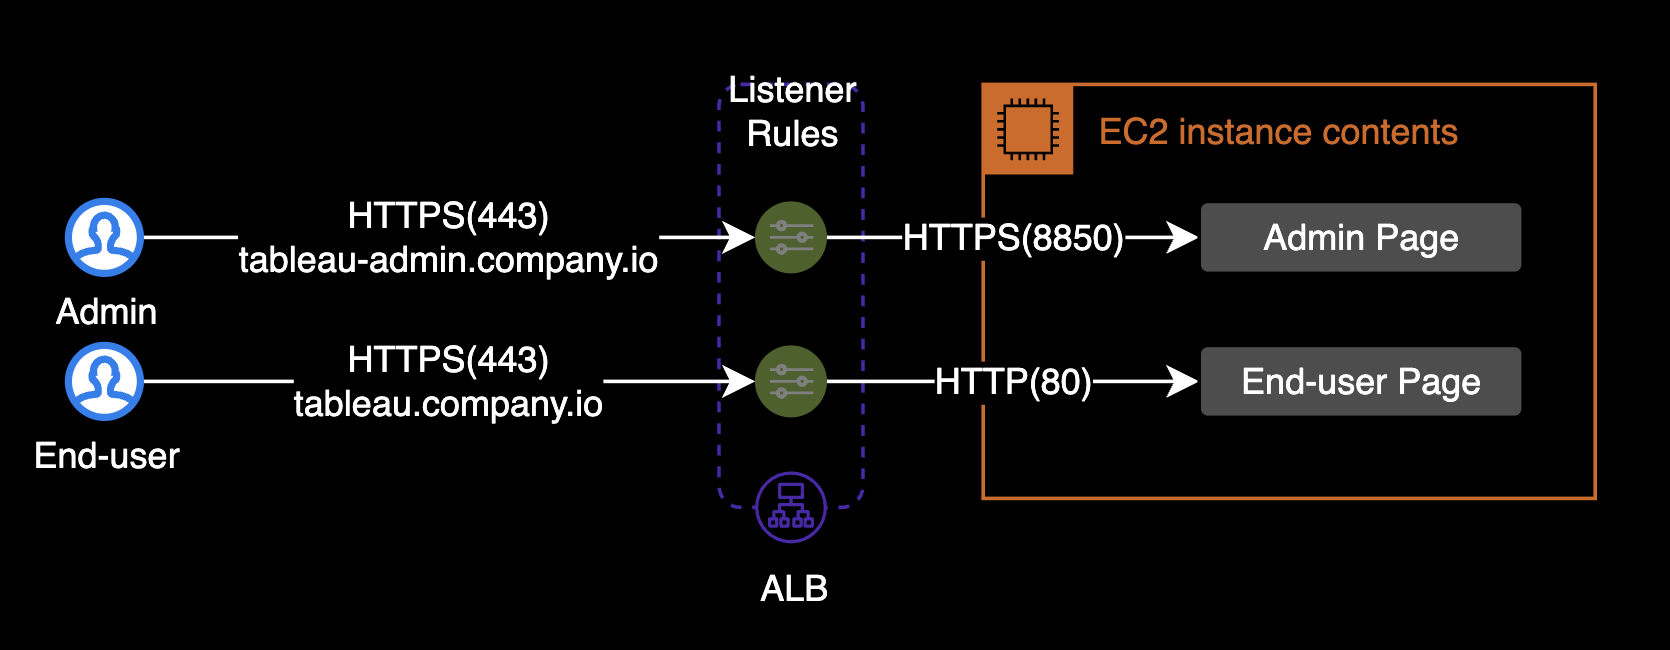 Listener
Rules
EC2 instance contents
HTTPS(443)
tableau-admin.company.io
HTTPS(8850)
Admin Page
Admin
HTTPS(443)
tableau.company.io
HTTP(80)
End-user Page
End-user
ALB